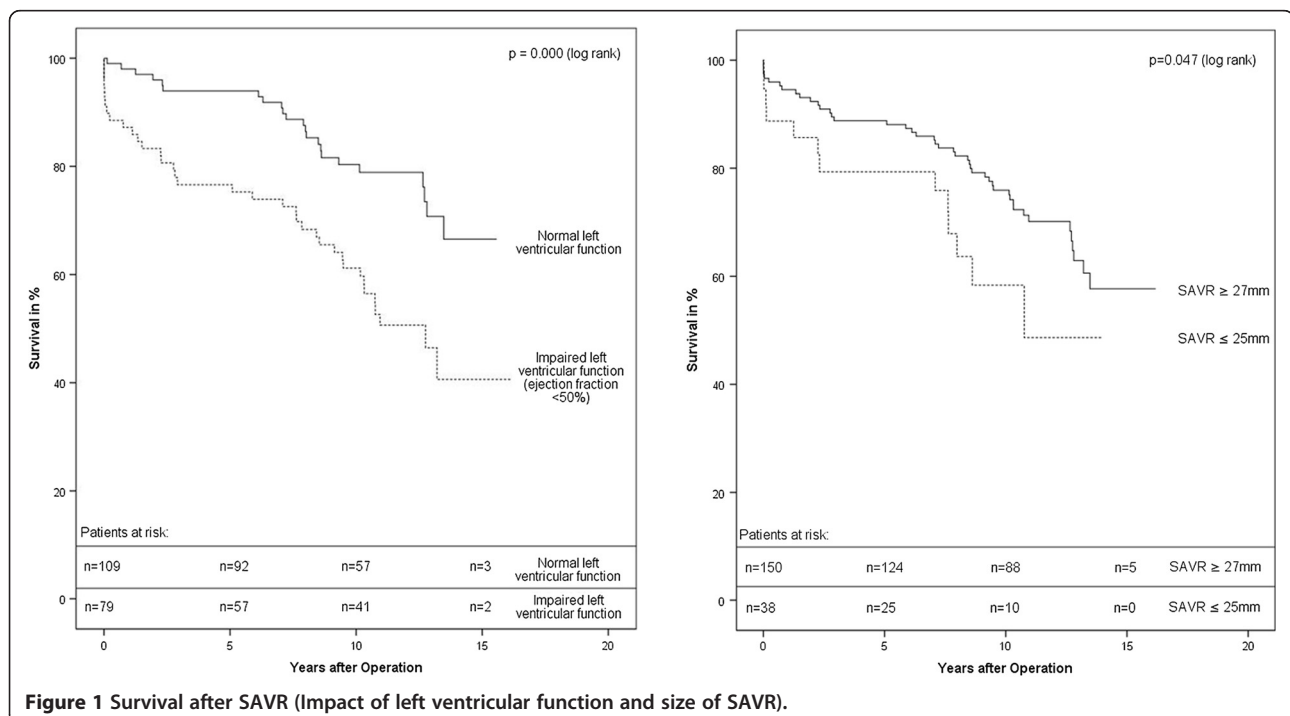 p = 0.000 (log rank)
100
80
60
40
20
0
Survival in %
Normal left
ventricular function
Impaired left
ventricular function
(ejection fraction
<50%)
Patients at risk:
n=109 n=92 n=57 n=3 Normal left
ventricular function
n=79 n=57 n=41 n=2 Impaired left
ventricular function
0 5 10 15 20
Years after Operation
p=0.047 (log rank)
100
80
60
40
20
0
Survival in %
SAVR ≥ 27mm
SAVR ≤ 25mm
Patients at risk:
n=150 n=124 n=88 n=5 SAVR ≥ 27mm
n=38 n=25 n=10 n=0 SAVR ≤ 25mm
0 5 10 15 20
Years after Operation
Figure 1 Survival after SAVR (Impact of left ventricular function and size of SAVR).